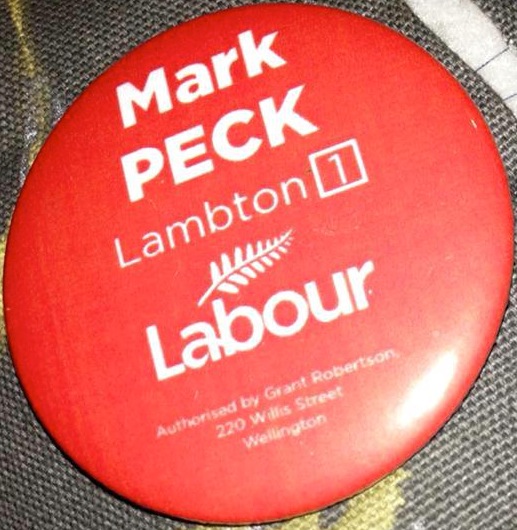 Mark
PECK
Lambton 1
Labour
Authorised by Grant Robertson,
220 Willis Street
Wellington